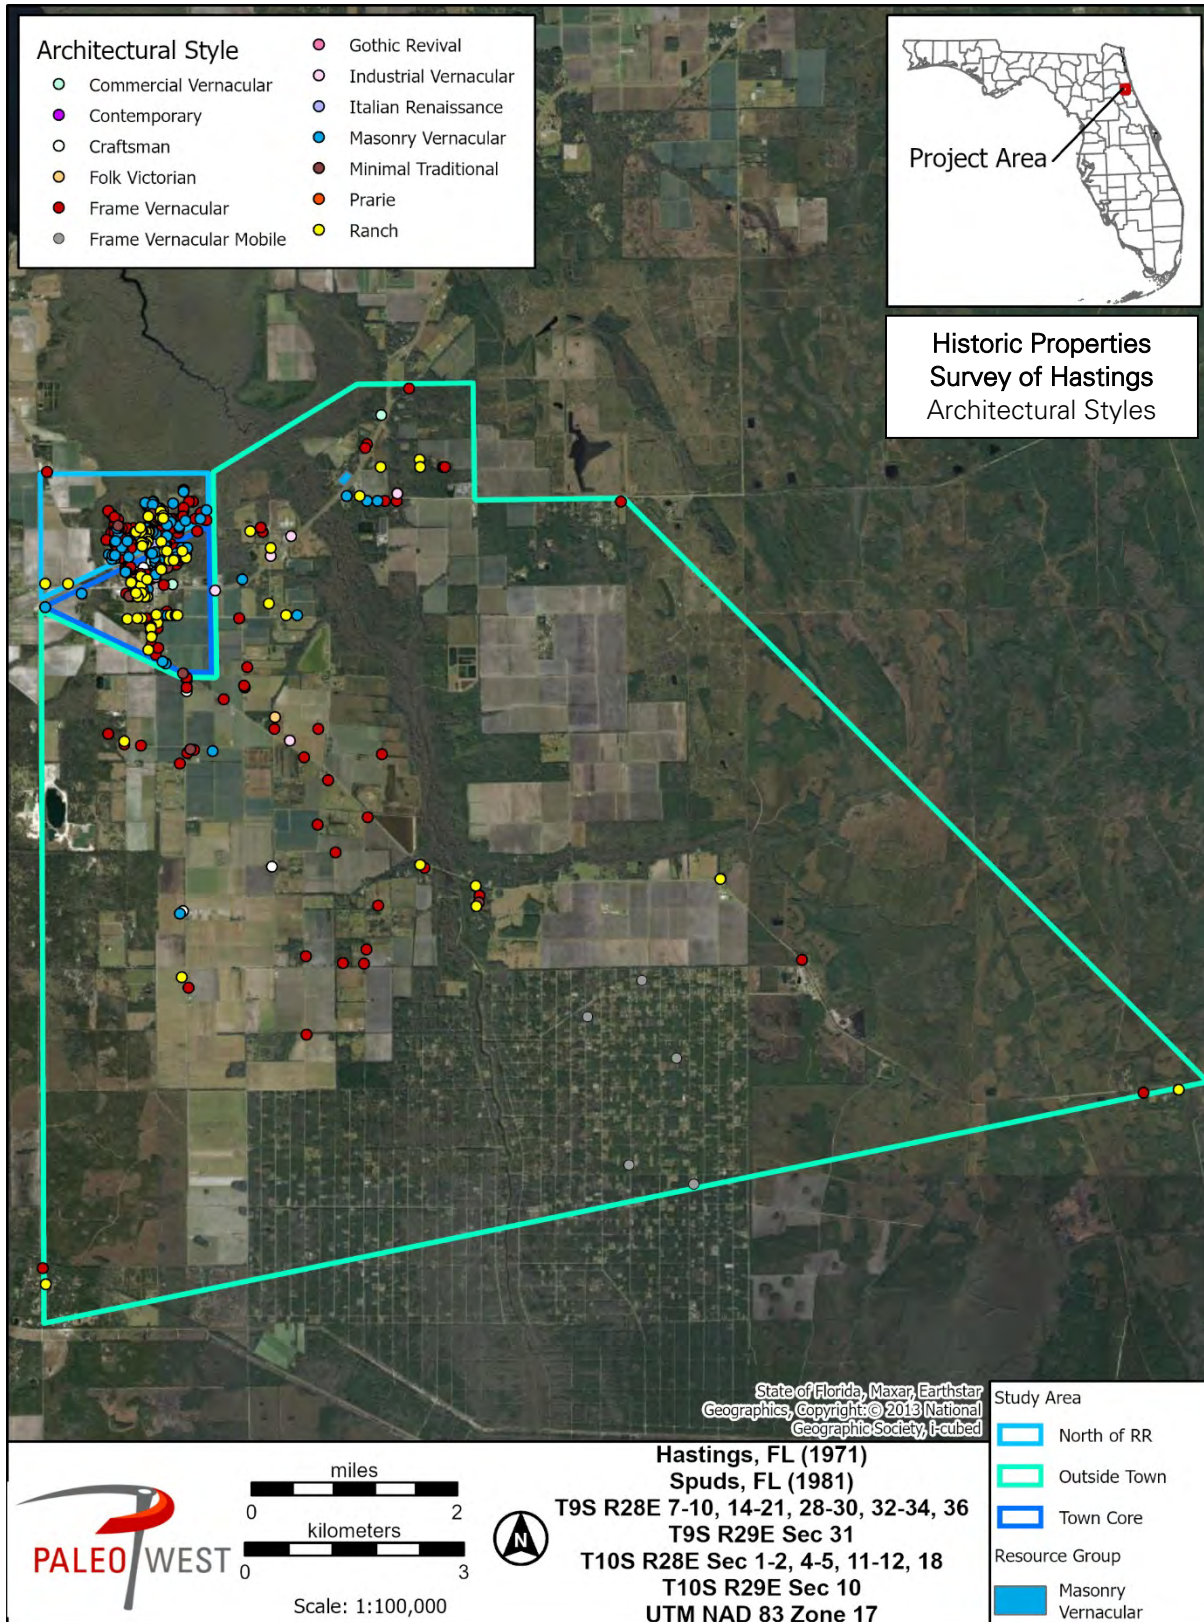 Architectural Style
Commercial Vernacular
Contemporary
Craftsman
Folk Victorian
Frame Vernacular
Frame Vernacular Mobile
Gothic Revival
Industrial Vernacular
Italian Renaissance
Masonry Vernacular
Minimal Traditional
Prarie
Ranch
Project Area
Historic Properties
Survey of Hastings
Architectural Styles
State of Florida, Maxar, Earthstar
Geographics, Copyright:© 2013 National
Geographic Society, i-cubed
PALEO WEST
miles
0 2
kilometers
0 3
Scale: 1:100,000
N
Hastings, FL (1971)
Spuds, FL (1981)
T9S R28E 7-10, 14-21, 28-30, 32-34, 36
T9S R29E Sec 31
T10S R28E Sec 1-2, 4-5, 11-12, 18
T10S R29E Sec 10
UTM NAD 83 Zone 17
Study Area
North of RR
Outside Town
Town Core
Resource Group
Masonry
Vernacular